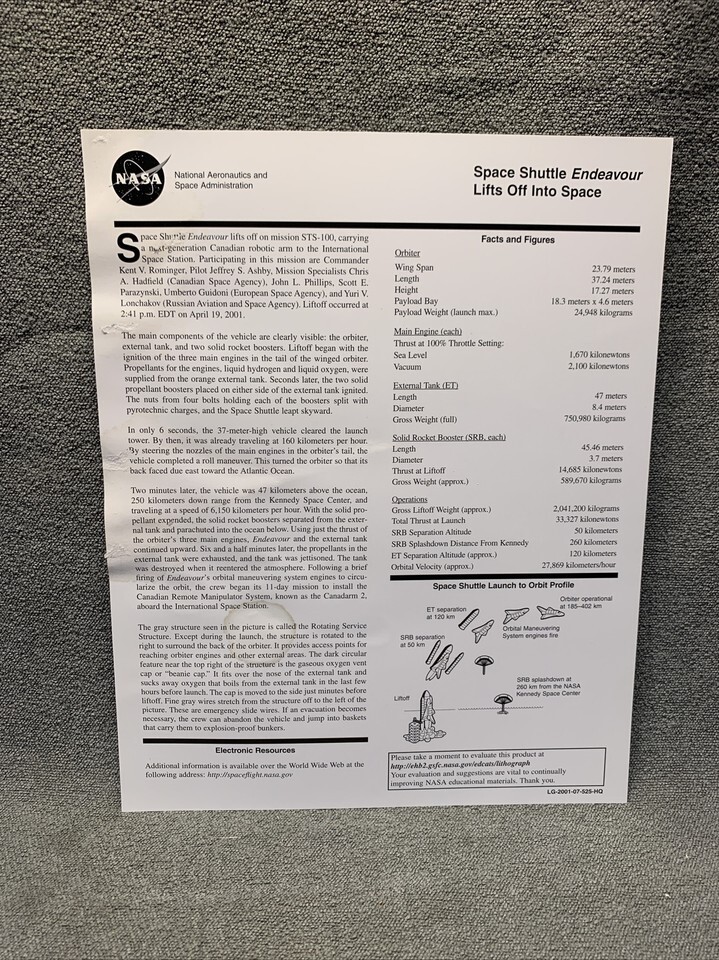 NASA
National Aeronautics and
Space Administration
Space Shuttle Endeavour
Lifts Off Into Space
Space Shuttle Endeavour lifts off on mission STS-100, carrying
a next-generation Canadian robotic arm to the International
Space Station. Participating in this mission are Commander
Kent V. Rominger, Pilot Jeffrey S. Ashby, Mission Specialists Chris
A. Hadfield (Canadian Space Agency), John L. Phillips, Scott E.
Parazynski, Umberto Guidoni (European Space Agency), and Yuri V.
Lonchakov (Russian Aviation and Space Agency). Liftoff occurred at
2:41 p.m. EDT on April 19, 2001.
The main components of the vehicle are clearly visible: the orbiter,
external tank, and two solid rocket boosters. Liftoff began with the
ignition of the three main engines in the tail of the winged orbiter.
Propellants for the engines, liquid hydrogen and liquid oxygen, were
supplied from the orange external tank. Seconds later, the two solid
propellant boosters placed on either side of the external tank ignited.
The nuts from four bolts holding each of the boosters split with
pyrotechnic charges, and the Space Shuttle leapt skyward.
In only 6 seconds, the 37-meter-high vehicle cleared the launch
tower. By then, it was already traveling at 160 kilometers per hour.
By steering the nozzles of the main engines in the orbiter's tail, the
vehicle completed a roll maneuver. This turned the orbiter so that its
back faced due east toward the Atlantic Ocean.
Two minutes later, the vehicle was 47 kilometers above the ocean,
250 kilometers down range from the Kennedy Space Center, and
traveling at a speed of 6,150 kilometers per hour. With the solid pro-
pellant expended, the solid rocket boosters separated from the exter-
nal tank and parachuted into the ocean below. Using just the thrust of
the orbiter's three main engines, Endeavour and the external tank
continued upward. Six and a half minutes later, the propellants in the
external tank were exhausted, and the tank was jettisoned. The tank
was destroyed when it reentered the atmosphere. Following a brief
firing of Endeavour's orbital maneuvering system engines to circu-
larize the orbit, the crew began its 11-day mission to install the
Canadian Remote Manipulator System, known as the Canadarm 2,
aboard the International Space Station.
The gray structure seen in the picture is called the Rotating Service
Structure. Except during the launch, the structure is rotated to the
right to surround the back of the orbiter. It provides access points for
reaching orbiter engines and other external areas. The dark circular
feature near the top right of the structure is the gaseous oxygen vent
cap or "beanie cap." It fits over the nose of the external tank and
sucks away oxygen that boils from the external tank in the last few
hours before launch. The cap is moved to the side just minutes before
liftoff. Fine gray wires stretch from the structure off to the left of the
picture. These are emergency slide wires. If an evacuation becomes
necessary, the crew can abandon the vehicle and jump into baskets
that carry them to explosion-proof bunkers.
Electronic Resources
Additional information is available over the World Wide Web at the
following address: http://spaceflight.nasa.gov
Facts and Figures
Orbiter
Wing Span 23.79 meters
Length 37.24 meters
Height 17.27 meters
Payload Bay 18.3 meters x 4.6 meters
Payload Weight (launch max.) 24,948 kilograms
Main Engine (each)
Thrust at 100% Throttle Setting:
Sea Level 1,670 kilonewtons
Vacuum 2,100 kilonewtons
External Tank (ET)
Length 47 meters
Diameter 8.4 meters
Gross Weight (full) 750,980 kilograms
Solid Rocket Booster (SRB, each)
Length 45.46 meters
Diameter 3.7 meters
Thrust at Liftoff 14,685 kilonewtons
Gross Weight (approx.) 589,670 kilograms
Operations
Gross Liftoff Weight (approx.) 2,041,200 kilograms
Total Thrust at Launch 33,327 kilonewtons
SRB Separation Altitude 50 kilometers
SRB Splashdown Distance From Kennedy 260 kilometers
ET Separation Altitude (approx.) 120 kilometers
Orbital Velocity (approx.) 27,869 kilometers/hour
Space Shuttle Launch to Orbit Profile
Orbiter operational
at 185–402 km
ET separation
at 120 km
Orbital Maneuvering
System engines fire
SRB separation
at 50 km
SRB splashdown at
260 km from the NASA
Kennedy Space Center
Liftoff
Please take a moment to evaluate this product at
http://ehb2.gsfc.nasa.gov/edcats/lithograph
Your evaluation and suggestions are vital to continually
improving NASA educational materials. Thank you.
LG-2001-07-525-HQ